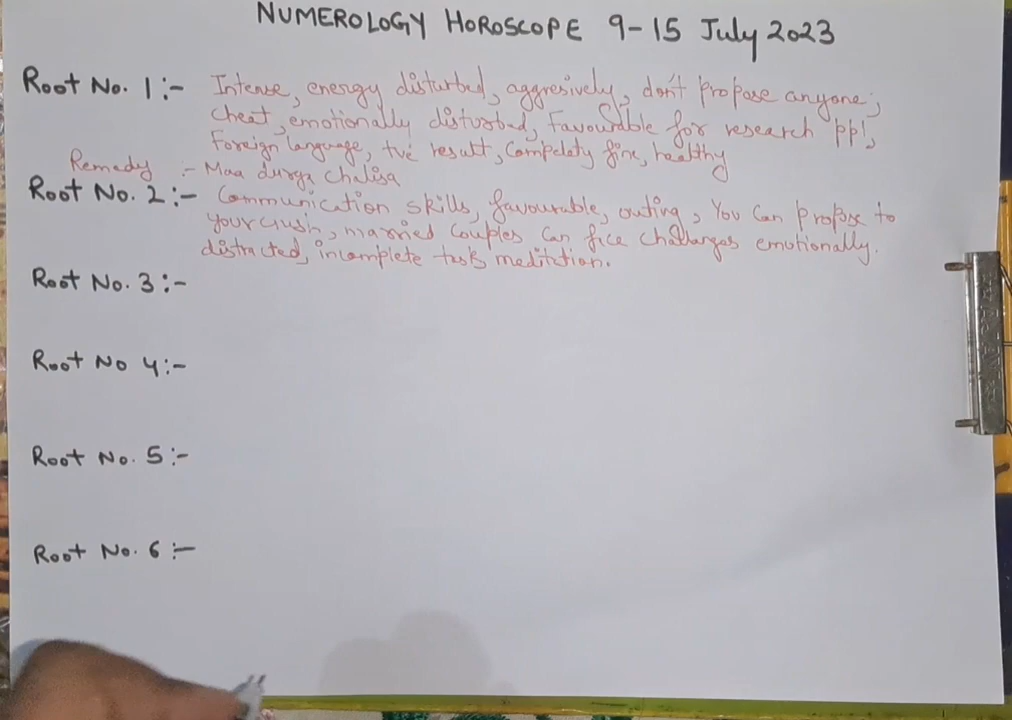 NUMEROLOGY HOROSCOPE 9-15 July 2023
Root No. 1:- Intense, energy disturbed, aggresively, don't propose anyone,
Cheat, emotionally disturbed, Favourable for research ppl,
Foreign language, +ve result, Completely fine, healthy
Remedy :- Maa durga Chalisa
Root No. 2:- Communication skills, favourable, outing, You Can propose to
your crush, married Couples Can face Challanges emotionally.
distracted, incomplete tasks meditation.
Root No. 3:-
Root No 4:-
Root No. 5:-
Root No. 6:-